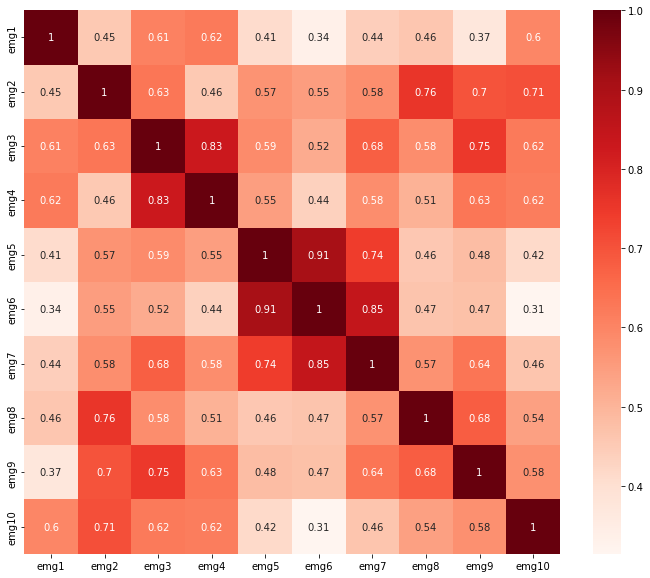 emg1 1 0.45 0.61 0.62 0.41 0.34 0.44 0.46 0.37 0.6
emg2 0.45 1 0.63 0.46 0.57 0.55 0.58 0.76 0.7 0.71
emg3 0.61 0.63 1 0.83 0.59 0.52 0.68 0.58 0.75 0.62
emg4 0.62 0.46 0.83 1 0.55 0.44 0.58 0.51 0.63 0.62
emg5 0.41 0.57 0.59 0.55 1 0.91 0.74 0.46 0.48 0.42
emg6 0.34 0.55 0.52 0.44 0.91 1 0.85 0.47 0.47 0.31
emg7 0.44 0.58 0.68 0.58 0.74 0.85 1 0.57 0.64 0.46
emg8 0.46 0.76 0.58 0.51 0.46 0.47 0.57 1 0.68 0.54
emg9 0.37 0.7 0.75 0.63 0.48 0.47 0.64 0.68 1 0.58
emg10 0.6 0.71 0.62 0.62 0.42 0.31 0.46 0.54 0.58 1
emg1 emg2 emg3 emg4 emg5 emg6 emg7 emg8 emg9 emg10
1.0
0.9
0.8
0.7
0.6
0.5
0.4